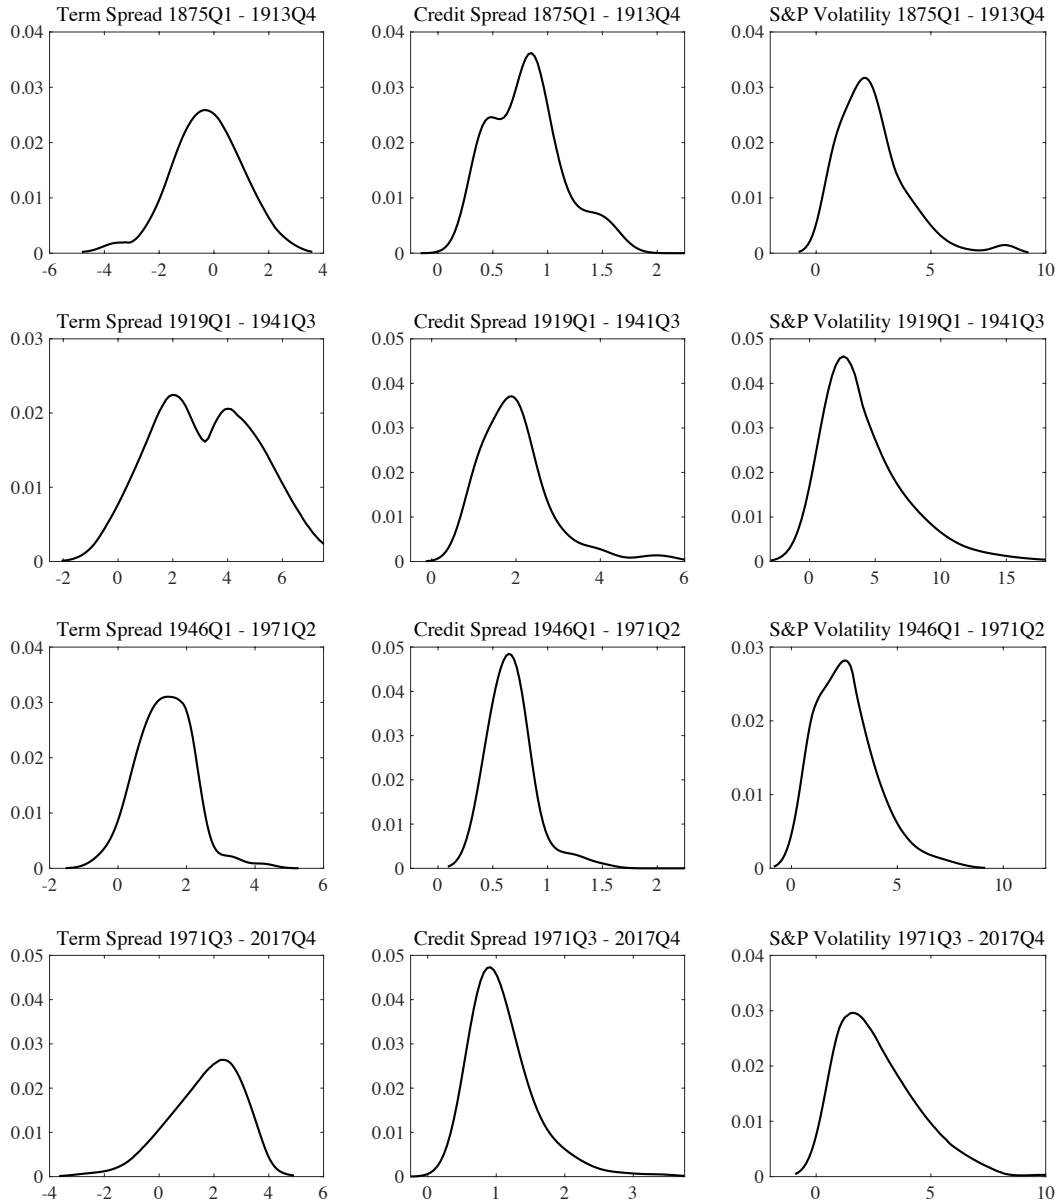 Term Spread 1875Q1 - 1913Q4 Credit Spread 1875Q1 - 1913Q4 S&P Volatility 1875Q1 - 1913Q4
0.04 0.04 0.04
0.03 0.03 0.03
0.02 0.02 0.02
0.01 0.01 0.01
0 0 0
-6 -4 -2 0 2 4 0 0.5 1 1.5 2 0 5 10
Term Spread 1919Q1 - 1941Q3 Credit Spread 1919Q1 - 1941Q3 S&P Volatility 1919Q1 - 1941Q3
0.03 0.05 0.05
0.04 0.04
0.02 0.03 0.03
0.02 0.02
0.01 0.01 0.01
0 0 0
-2 0 2 4 6 0 2 4 6 0 5 10 15
Term Spread 1946Q1 - 1971Q2 Credit Spread 1946Q1 - 1971Q2 S&P Volatility 1946Q1 - 1971Q2
0.04 0.05 0.03
0.03 0.04
0.02 0.03 0.02
0.02
0.01 0.01 0.01
0 0 0
-2 0 2 4 6 0 0.5 1 1.5 2 0 5 10
Term Spread 1971Q3 - 2017Q4 Credit Spread 1971Q3 - 2017Q4 S&P Volatility 1971Q3 - 2017Q4
0.05 0.05 0.04
0.04 0.04
0.03 0.03 0.03
0.02 0.02 0.02
0.01 0.01 0.01
0 0 0
-4 -2 0 2 4 6 0 1 2 3 0 5 10